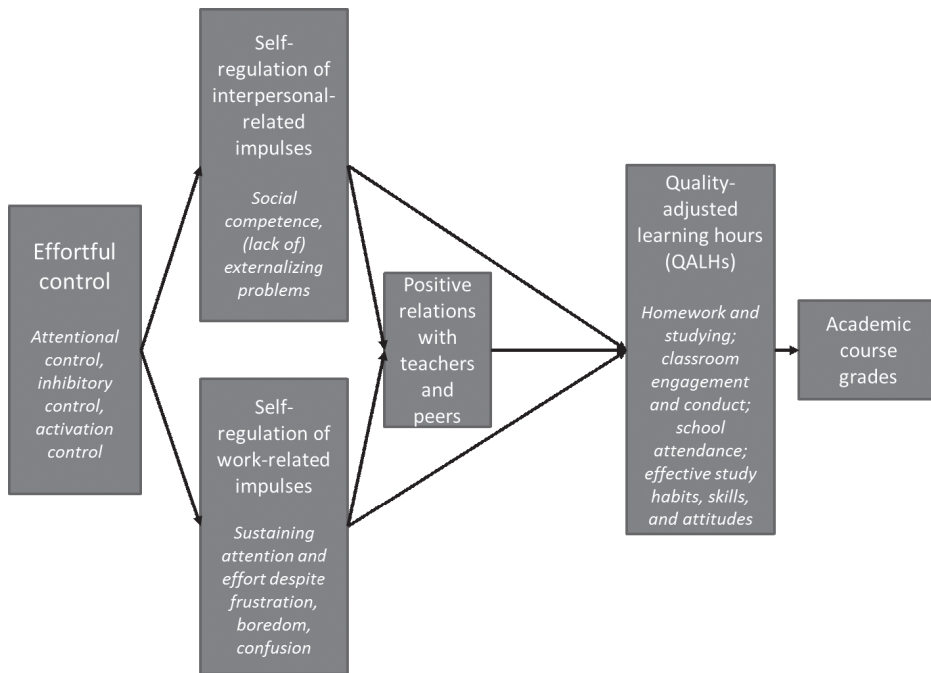 Effortful
control
Attentional
control,
inhibitory
control,
activation
control
Self-
regulation of
interpersonal-
related
impulses
Social
competence,
(lack of)
externalizing
problems
Self-
regulation of
work-related
impulses
Sustaining
attention and
effort despite
frustration,
boredom,
confusion
Positive
relations
with
teachers
and
peers
Quality-
adjusted
learning hours
(QALHs)
Homework and
studying;
classroom
engagement
and conduct;
school
attendance;
effective study
habits, skills,
and attitudes
Academic
course
grades